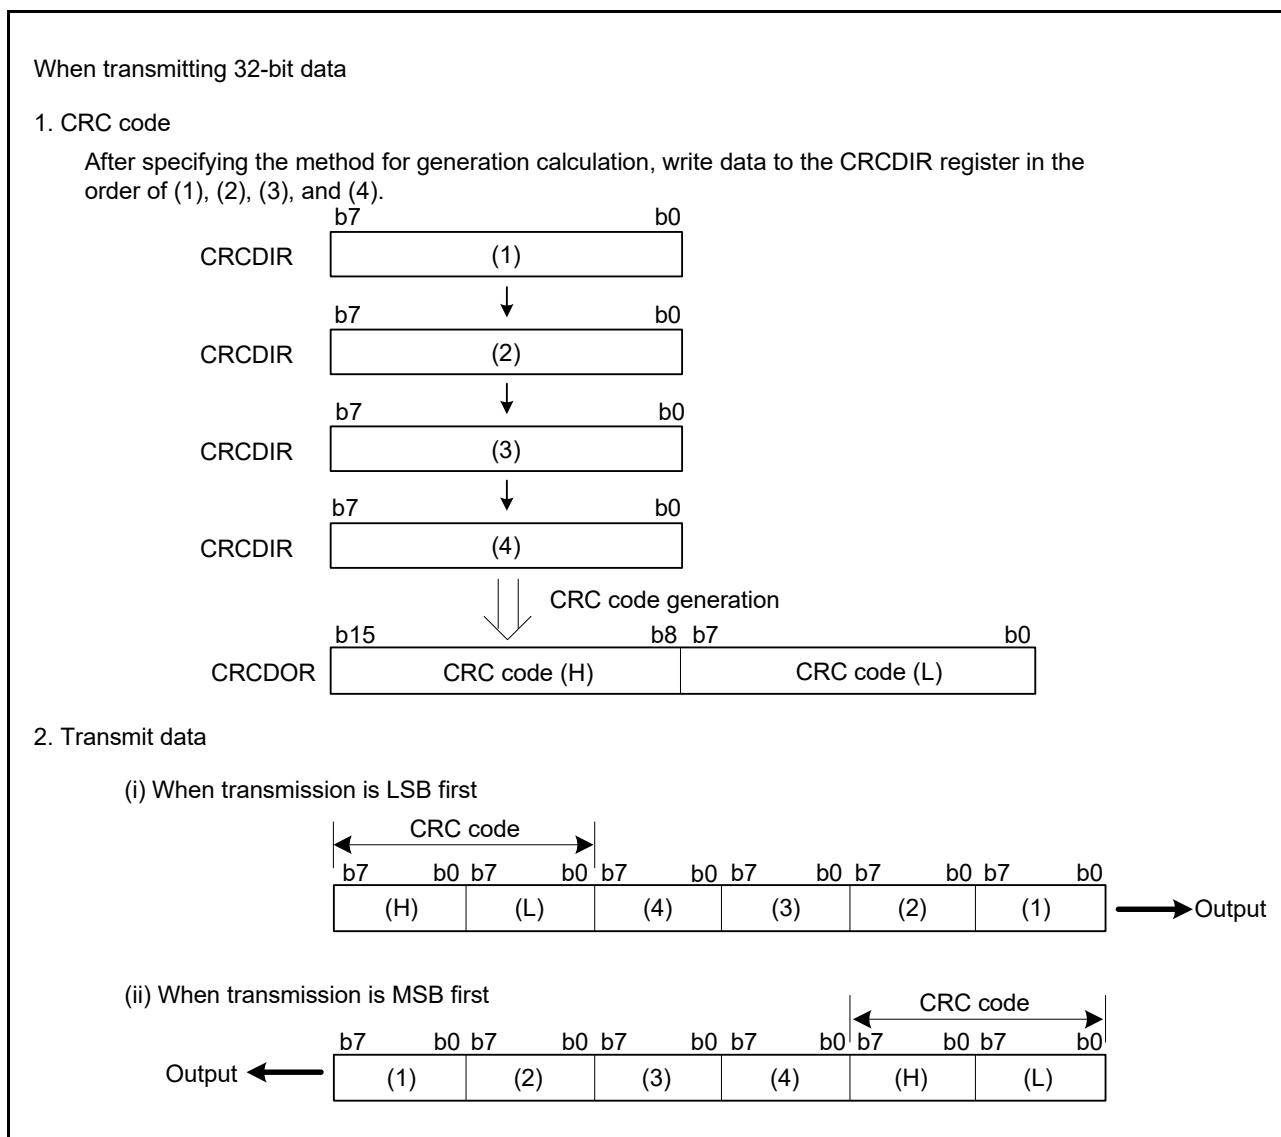 When transmitting 32-bit data
1. CRC code
After specifying the method for generation calculation, write data to the CRCDIR register in the
order of (1), (2), (3), and (4).
b7 b0
CRCDIR (1)
b7 b0
CRCDIR (2)
b7 b0
CRCDIR (3)
b7 b0
CRCDIR (4)
CRC code generation
b15 b8 b7 b0
CRCDOR CRC code (H) CRC code (L)
2. Transmit data
(i) When transmission is LSB first
CRC code
b7 b0 b7 b0 b7 b0 b7 b0 b7 b0 b7 b0
(H) (L) (4) (3) (2) (1) Output
(ii) When transmission is MSB first
CRC code
b7 b0 b7 b0 b7 b0 b7 b0 b7 b0 b7 b0
Output (1) (2) (3) (4) (H) (L)